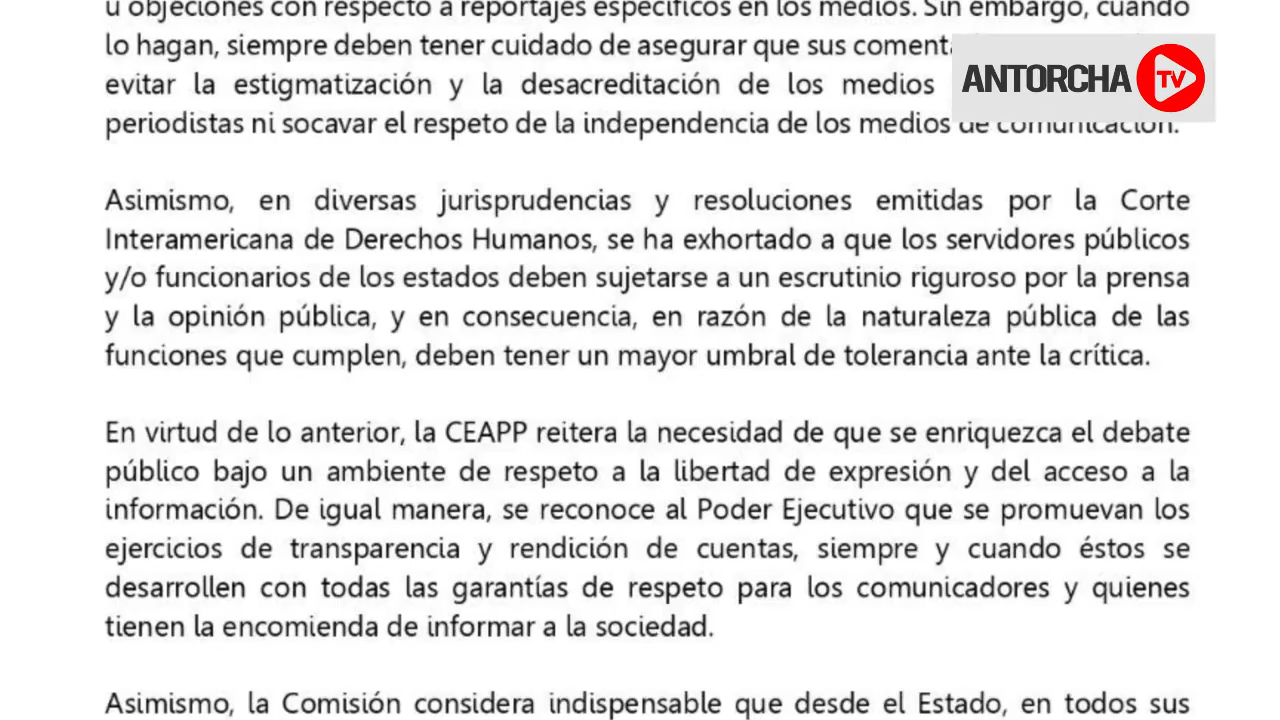 u objeciones con respecto a reportajes específicos en los medios. Sin embargo, cuando
lo hagan, siempre deben tener cuidado de asegurar que sus
evitar la estigmatización y la desacreditación de los medios
ANTORCHA TV
periodistas ni socavar el respeto de la independencia de los medios de comunicación.

Asimismo, en diversas jurisprudencias y resoluciones emitidas por la Corte
Interamericana de Derechos Humanos, se ha exhortado a que los servidores públicos
y/o funcionarios de los estados deben sujetarse a un escrutinio riguroso por la prensa
y la opinión pública, y en consecuencia, en razón de la naturaleza pública de las
funciones que cumplen, deben tener un mayor umbral de tolerancia ante la crítica.

En virtud de lo anterior, la CEAPP reitera la necesidad de que se enriquezca el debate
público bajo un ambiente de respeto a la libertad de expresión y del acceso a la
información. De igual manera, se reconoce al Poder Ejecutivo que se promuevan los
ejercicios de transparencia y rendición de cuentas, siempre y cuando éstos se
desarrollen con todas las garantías de respeto para los comunicadores y quienes
tienen la encomienda de informar a la sociedad.

Asimismo, la Comisión considera indispensable que desde el Estado, en todos sus